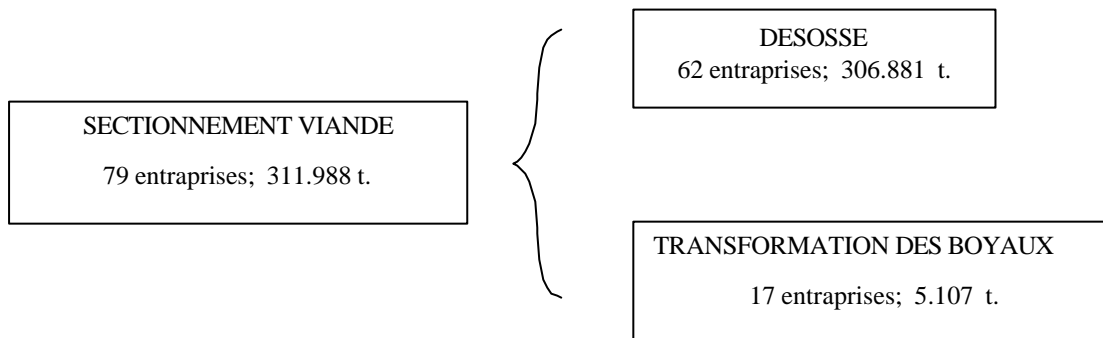 SECTIONNEMENT VIANDE
79 entraprises; 311.988 t.
DESOSSE
62 entraprises; 306.881 t.
TRANSFORMATION DES BOYAUX
17 entraprises; 5.107 t.